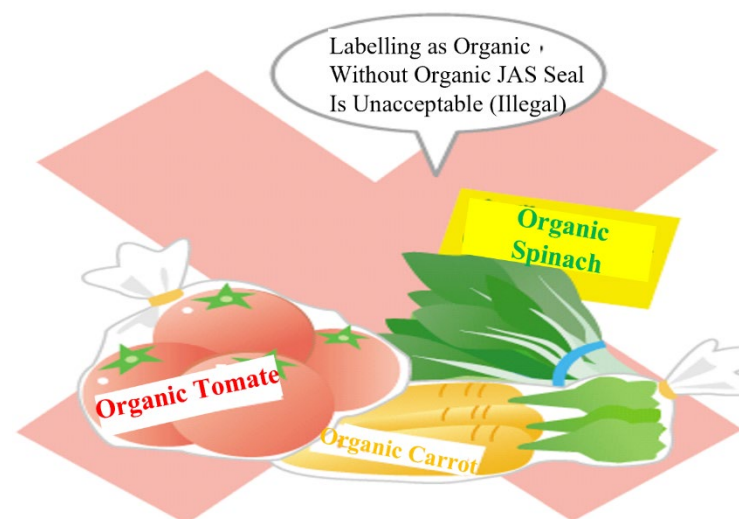 Labelling as Organic
Without Organic JAS Seal
Is Unacceptable (Illegal)
Organic
Spinach
Organic Tomate
Organic Carrot